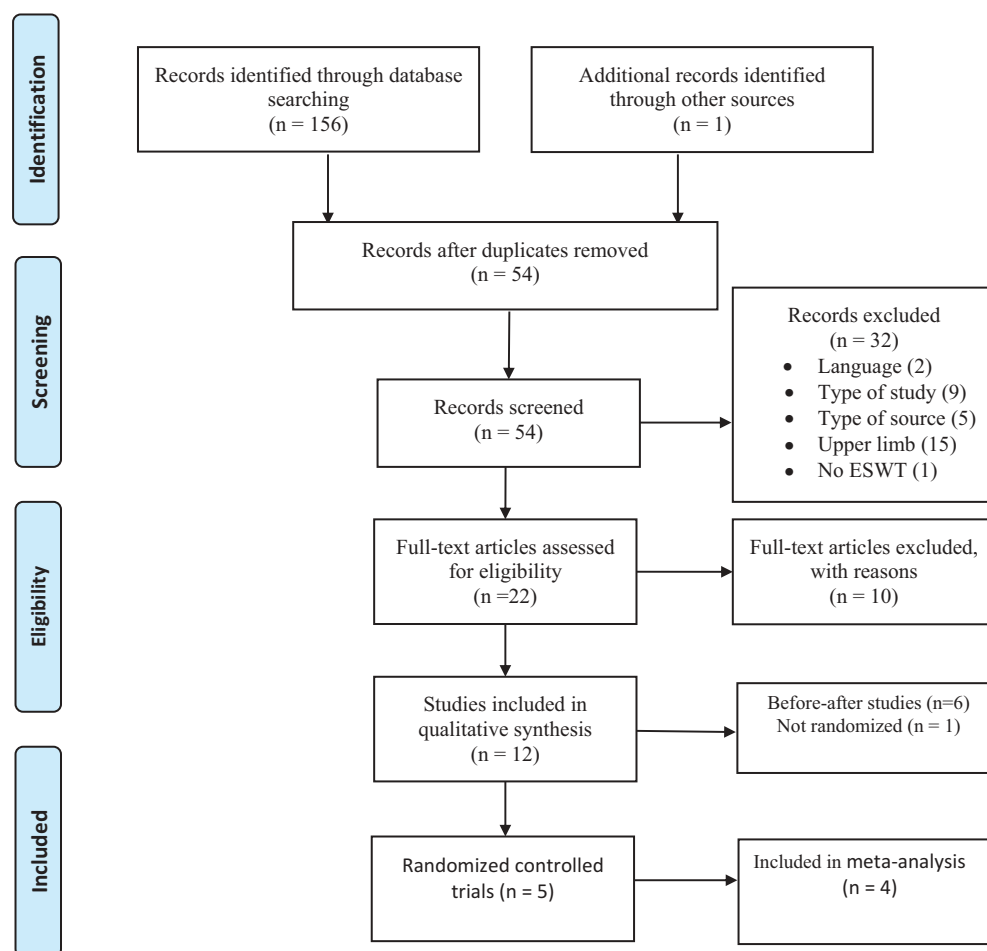 Identification
Records identified through database
searching
(n = 156)
Additional records identified
through other sources
(n = 1)
Records after duplicates removed
(n = 54)
Screening
Records screened
(n = 54)
Records excluded
(n = 32)
• Language (2)
• Type of study (9)
• Type of source (5)
• Upper limb (15)
• No ESWT (1)
Eligibility
Full-text articles assessed
for eligibility
(n =22)
Full-text articles excluded,
with reasons
(n = 10)
Studies included in
qualitative synthesis
(n = 12)
Before-after studies (n=6)
Not randomized (n = 1)
Included
Randomized controlled
trials (n = 5)
Included in meta-analysis
(n = 4)